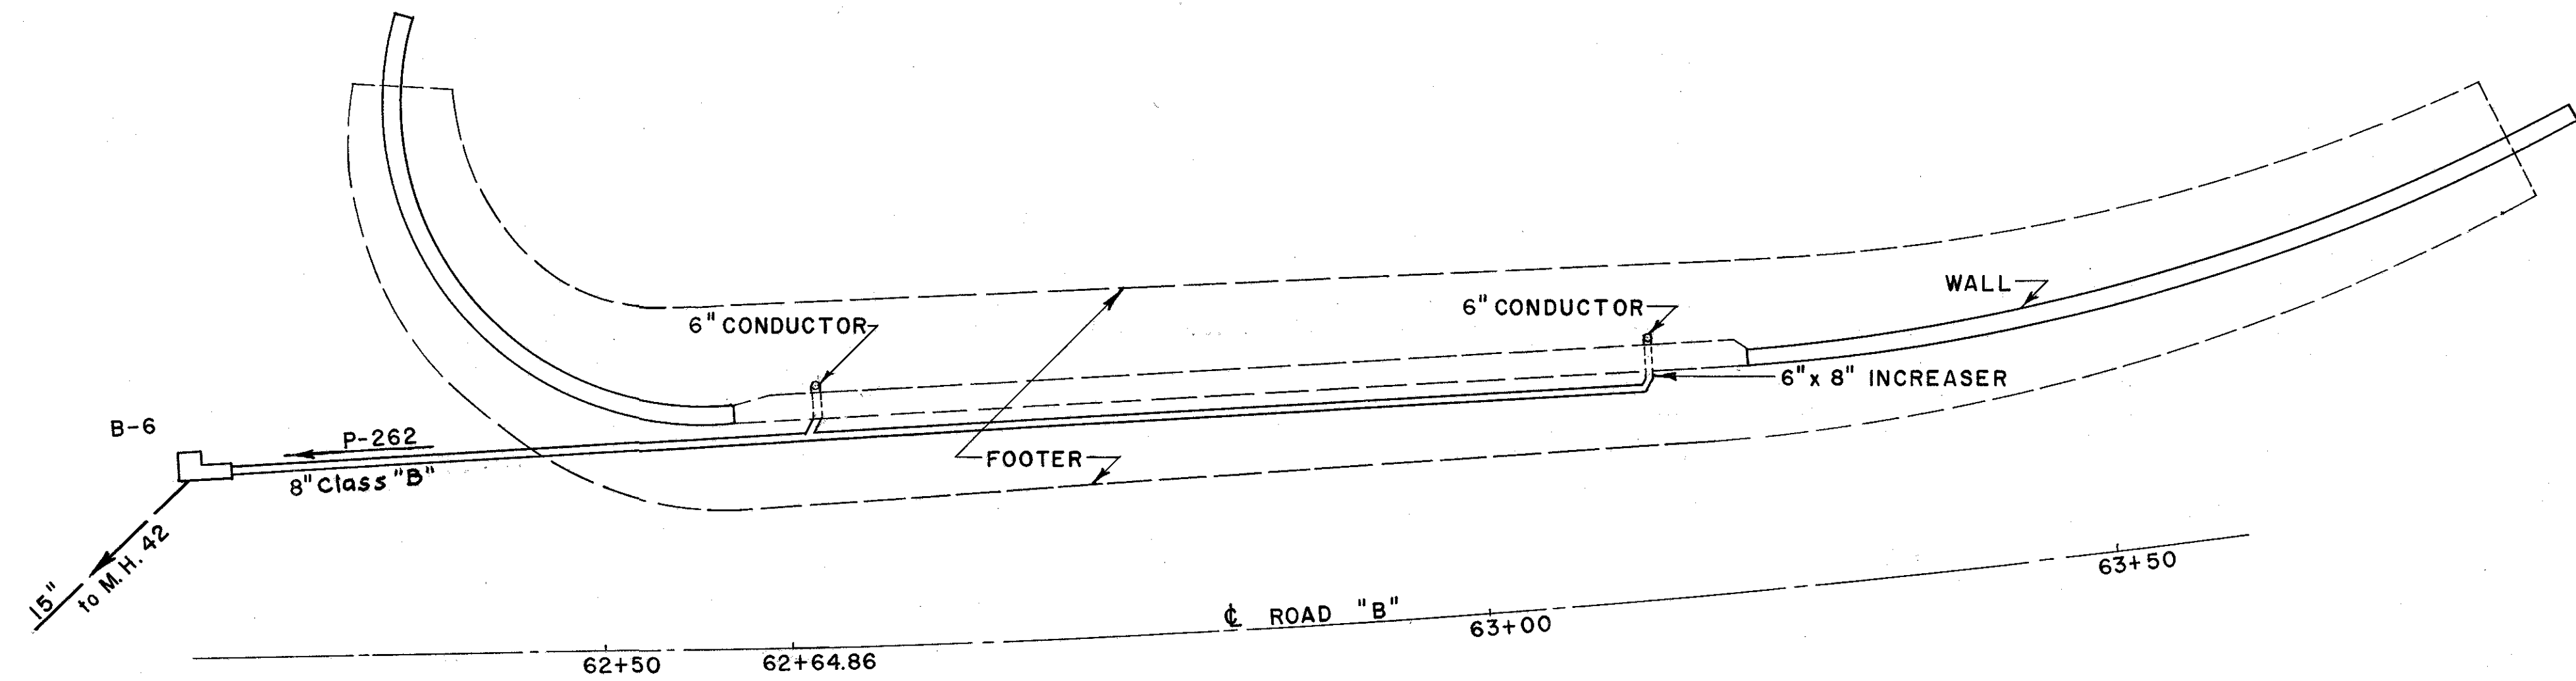 WALL
6" CONDUCTOR
6" CONDUCTOR
6" x 8" INCREASER
B-6
P-262
8" Class "B"
FOOTER
15"
to M.H. 42
63+50
℄ ROAD "B"
63+00
62+50
62+64.86